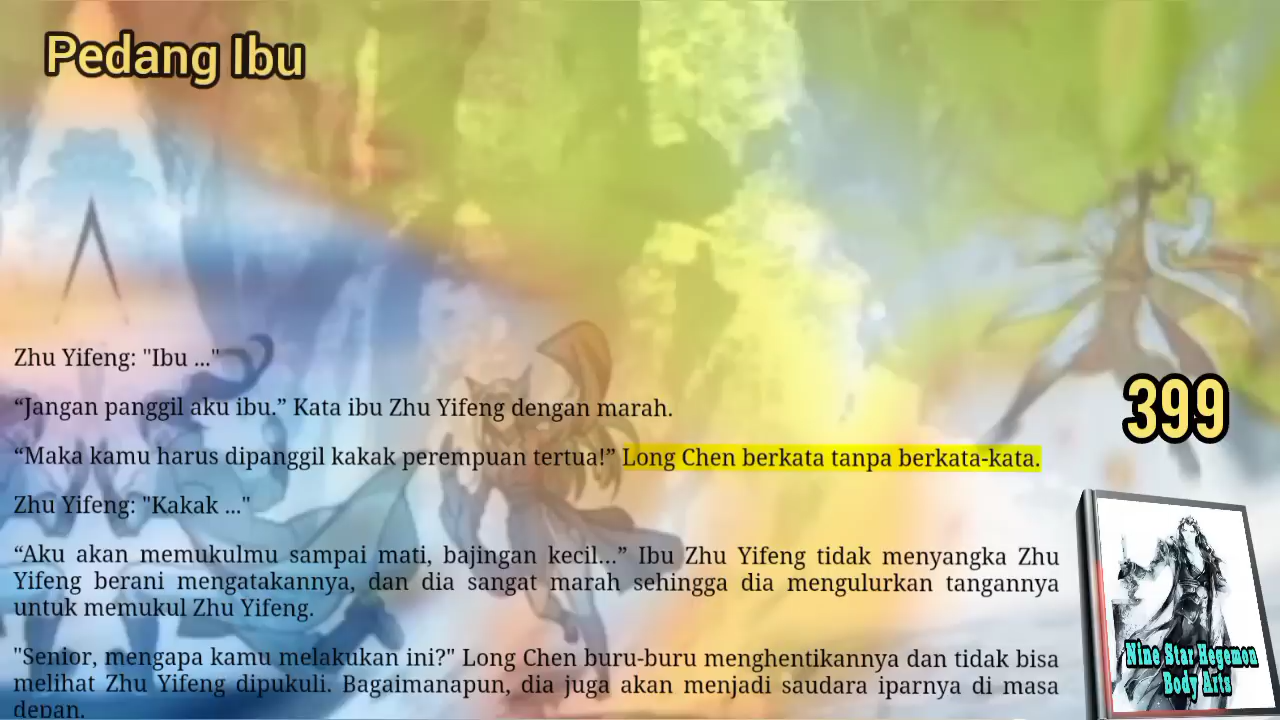 Pedang Ibu
Zhu Yifeng: "Ibu ..."
“Jangan panggil aku ibu.” Kata ibu Zhu Yifeng dengan marah.
“Maka kamu harus dipanggil kakak perempuan tertua!” Long Chen berkata tanpa berkata-kata.
Zhu Yifeng: "Kakak ..."
“Aku akan memukulmu sampai mati, bajingan kecil...” Ibu Zhu Yifeng tidak menyangka Zhu
Yifeng berani mengatakannya, dan dia sangat marah sehingga dia mengulurkan tangannya
untuk memukul Zhu Yifeng.
"Senior, mengapa kamu melakukan ini?" Long Chen buru-buru menghentikannya dan tidak bisa
melihat Zhu Yifeng dipukuli. Bagaimanapun, dia juga akan menjadi saudara iparnya di masa
depan.
399
Nine Star Hegemon
Body Arts